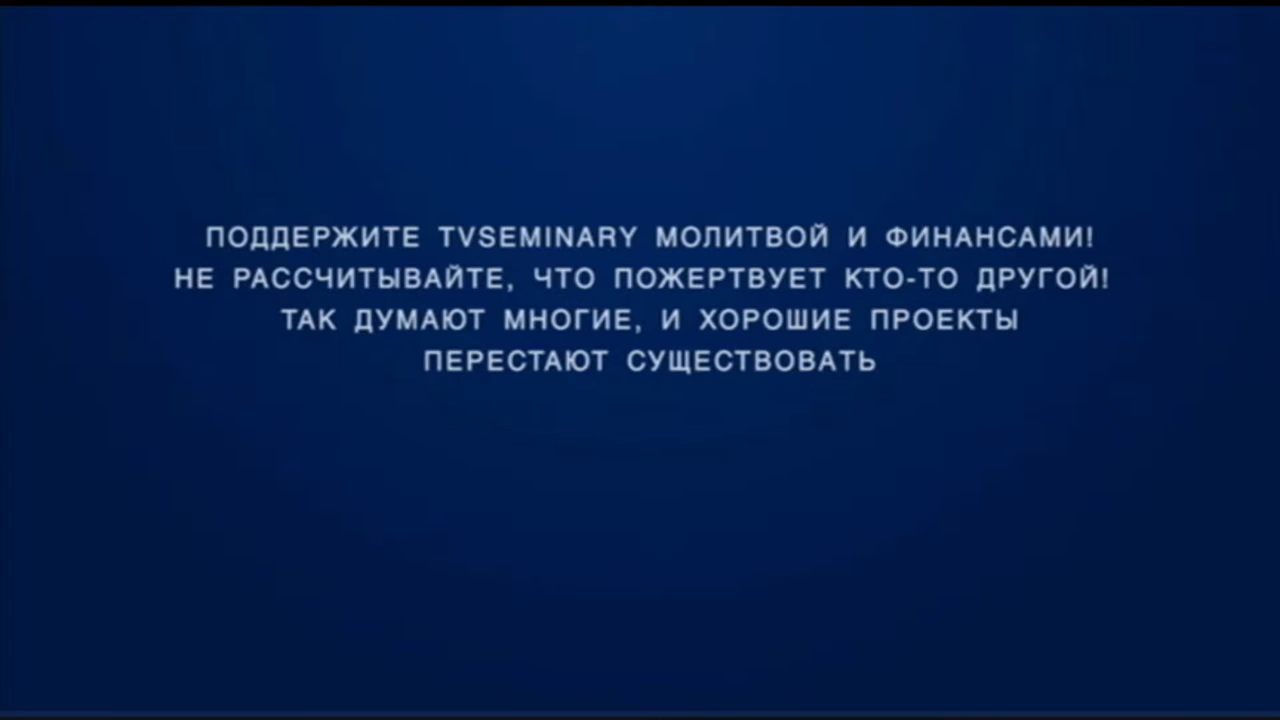 ПОДДЕРЖИТЕ TVSEMINARY МОЛИТВОЙ И ФИНАНСАМИ!
НЕ РАССЧИТЫВАЙТЕ, ЧТО ПОЖЕРТВУЕТ КТО-ТО ДРУГОЙ!
ТАК ДУМАЮТ МНОГИЕ, И ХОРОШИЕ ПРОЕКТЫ
ПЕРЕСТАЮТ СУЩЕСТВОВАТЬ